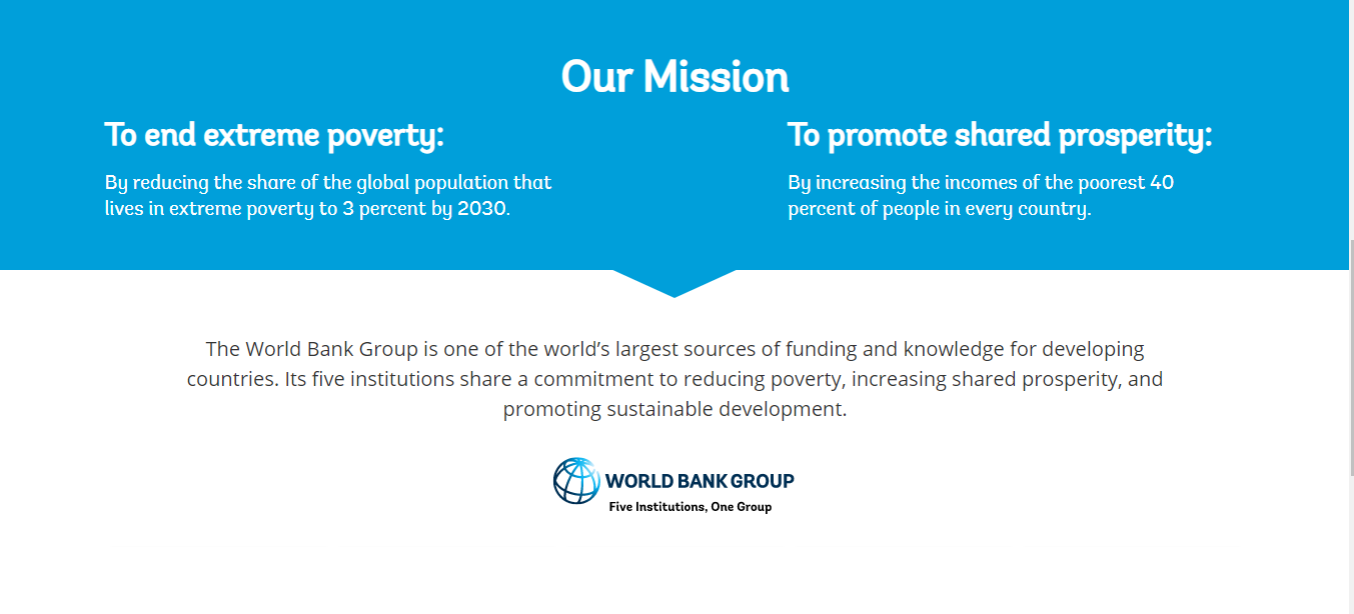 Our Mission
To end extreme poverty:
By reducing the share of the global population that
lives in extreme poverty to 3 percent by 2030.
To promote shared prosperity:
By increasing the incomes of the poorest 40
percent of people in every country.
The World Bank Group is one of the world’s largest sources of funding and knowledge for developing
countries. Its five institutions share a commitment to reducing poverty, increasing shared prosperity, and
promoting sustainable development.
WORLD BANK GROUP
Five Institutions, One Group